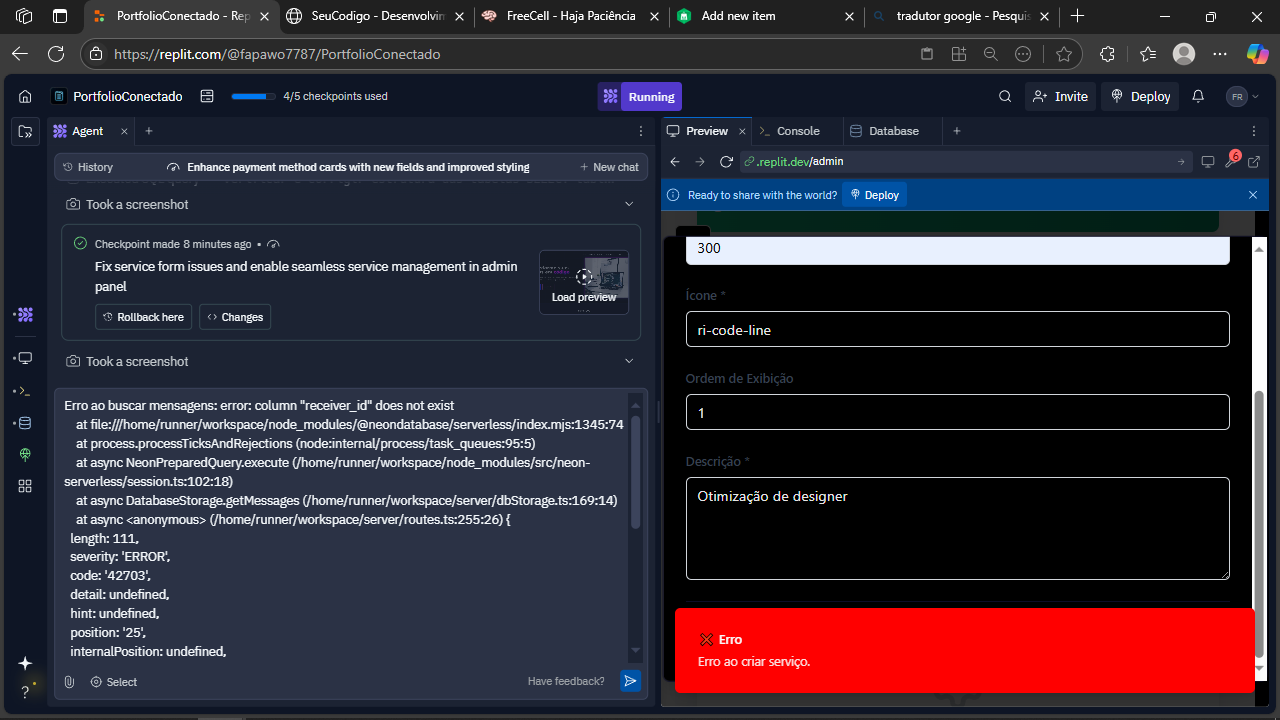 PortfolioConectado - Rep
SeuCodigo - Desenvolvim
FreeCell - Haja Paciência
Add new item
tradutor google - Pesquis
https://replit.com/@fapawo7787/PortfolioConectado
PortfolioConectado
4/5 checkpoints used
Running
Invite
Deploy
FR
Agent
Preview
Console
Database
History
Enhance payment method cards with new fields and improved styling
New chat
.replit.dev/admin
6
Ready to share with the world?
Deploy
Took a screenshot
Checkpoint made 8 minutes ago •
Fix service form issues and enable seamless service management in admin
panel
Load preview
Rollback here
Changes
Took a screenshot
Erro ao buscar mensagens: error: column "receiver_id" does not exist
at file:///home/runner/workspace/node_modules/@neondatabase/serverless/index.mjs:1345:74
at process.processTicksAndRejections (node:internal/process/task_queues:95:5)
at async NeonPreparedQuery.execute (/home/runner/workspace/node_modules/src/neon-
serverless/session.ts:102:18)
at async DatabaseStorage.getMessages (/home/runner/workspace/server/dbStorage.ts:169:14)
at async <anonymous> (/home/runner/workspace/server/routes.ts:255:26) {
length: 111,
severity: 'ERROR',
code: '42703',
detail: undefined,
hint: undefined,
position: '25',
internalPosition: undefined,
Select
Have feedback?
300
Ícone *
ri-code-line
Ordem de Exibição
1
Descrição *
Otimização de designer
❌ Erro
Erro ao criar serviço.